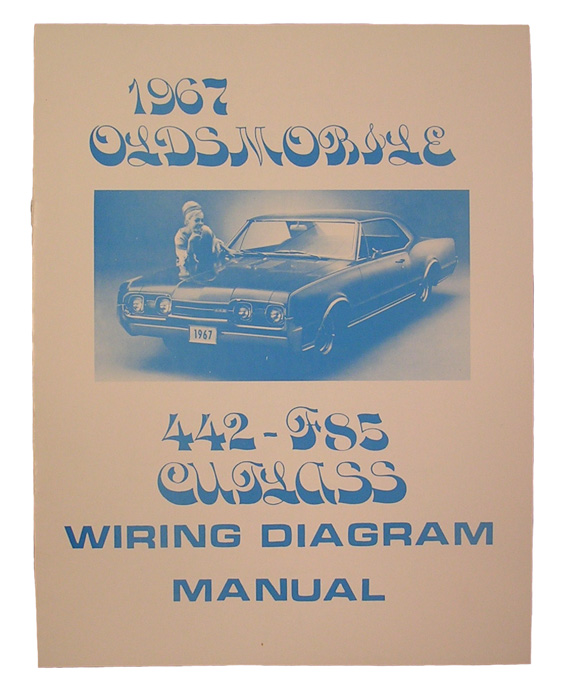 1967
OLDSMOBILE
1967
442-F85
CUTLASS
WIRING DIAGRAM
MANUAL